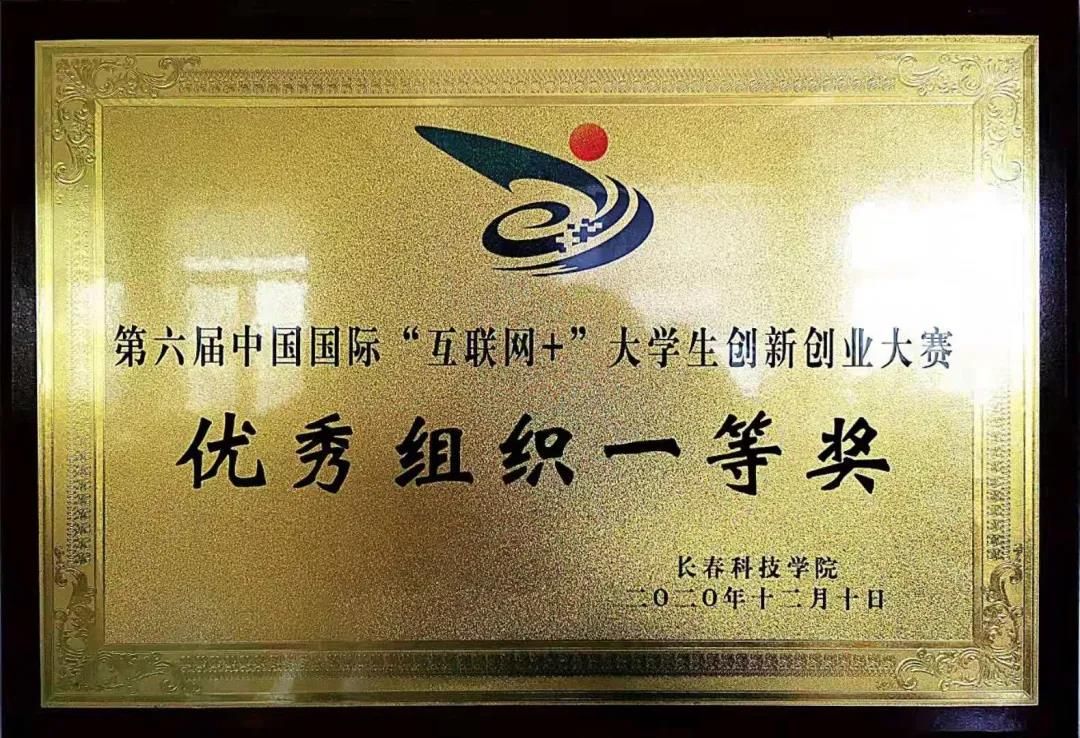 第六届中国国际“互联网+”大学生创新创业大赛
优秀组织一等奖
长春科技学院
二〇二〇年十二月十日